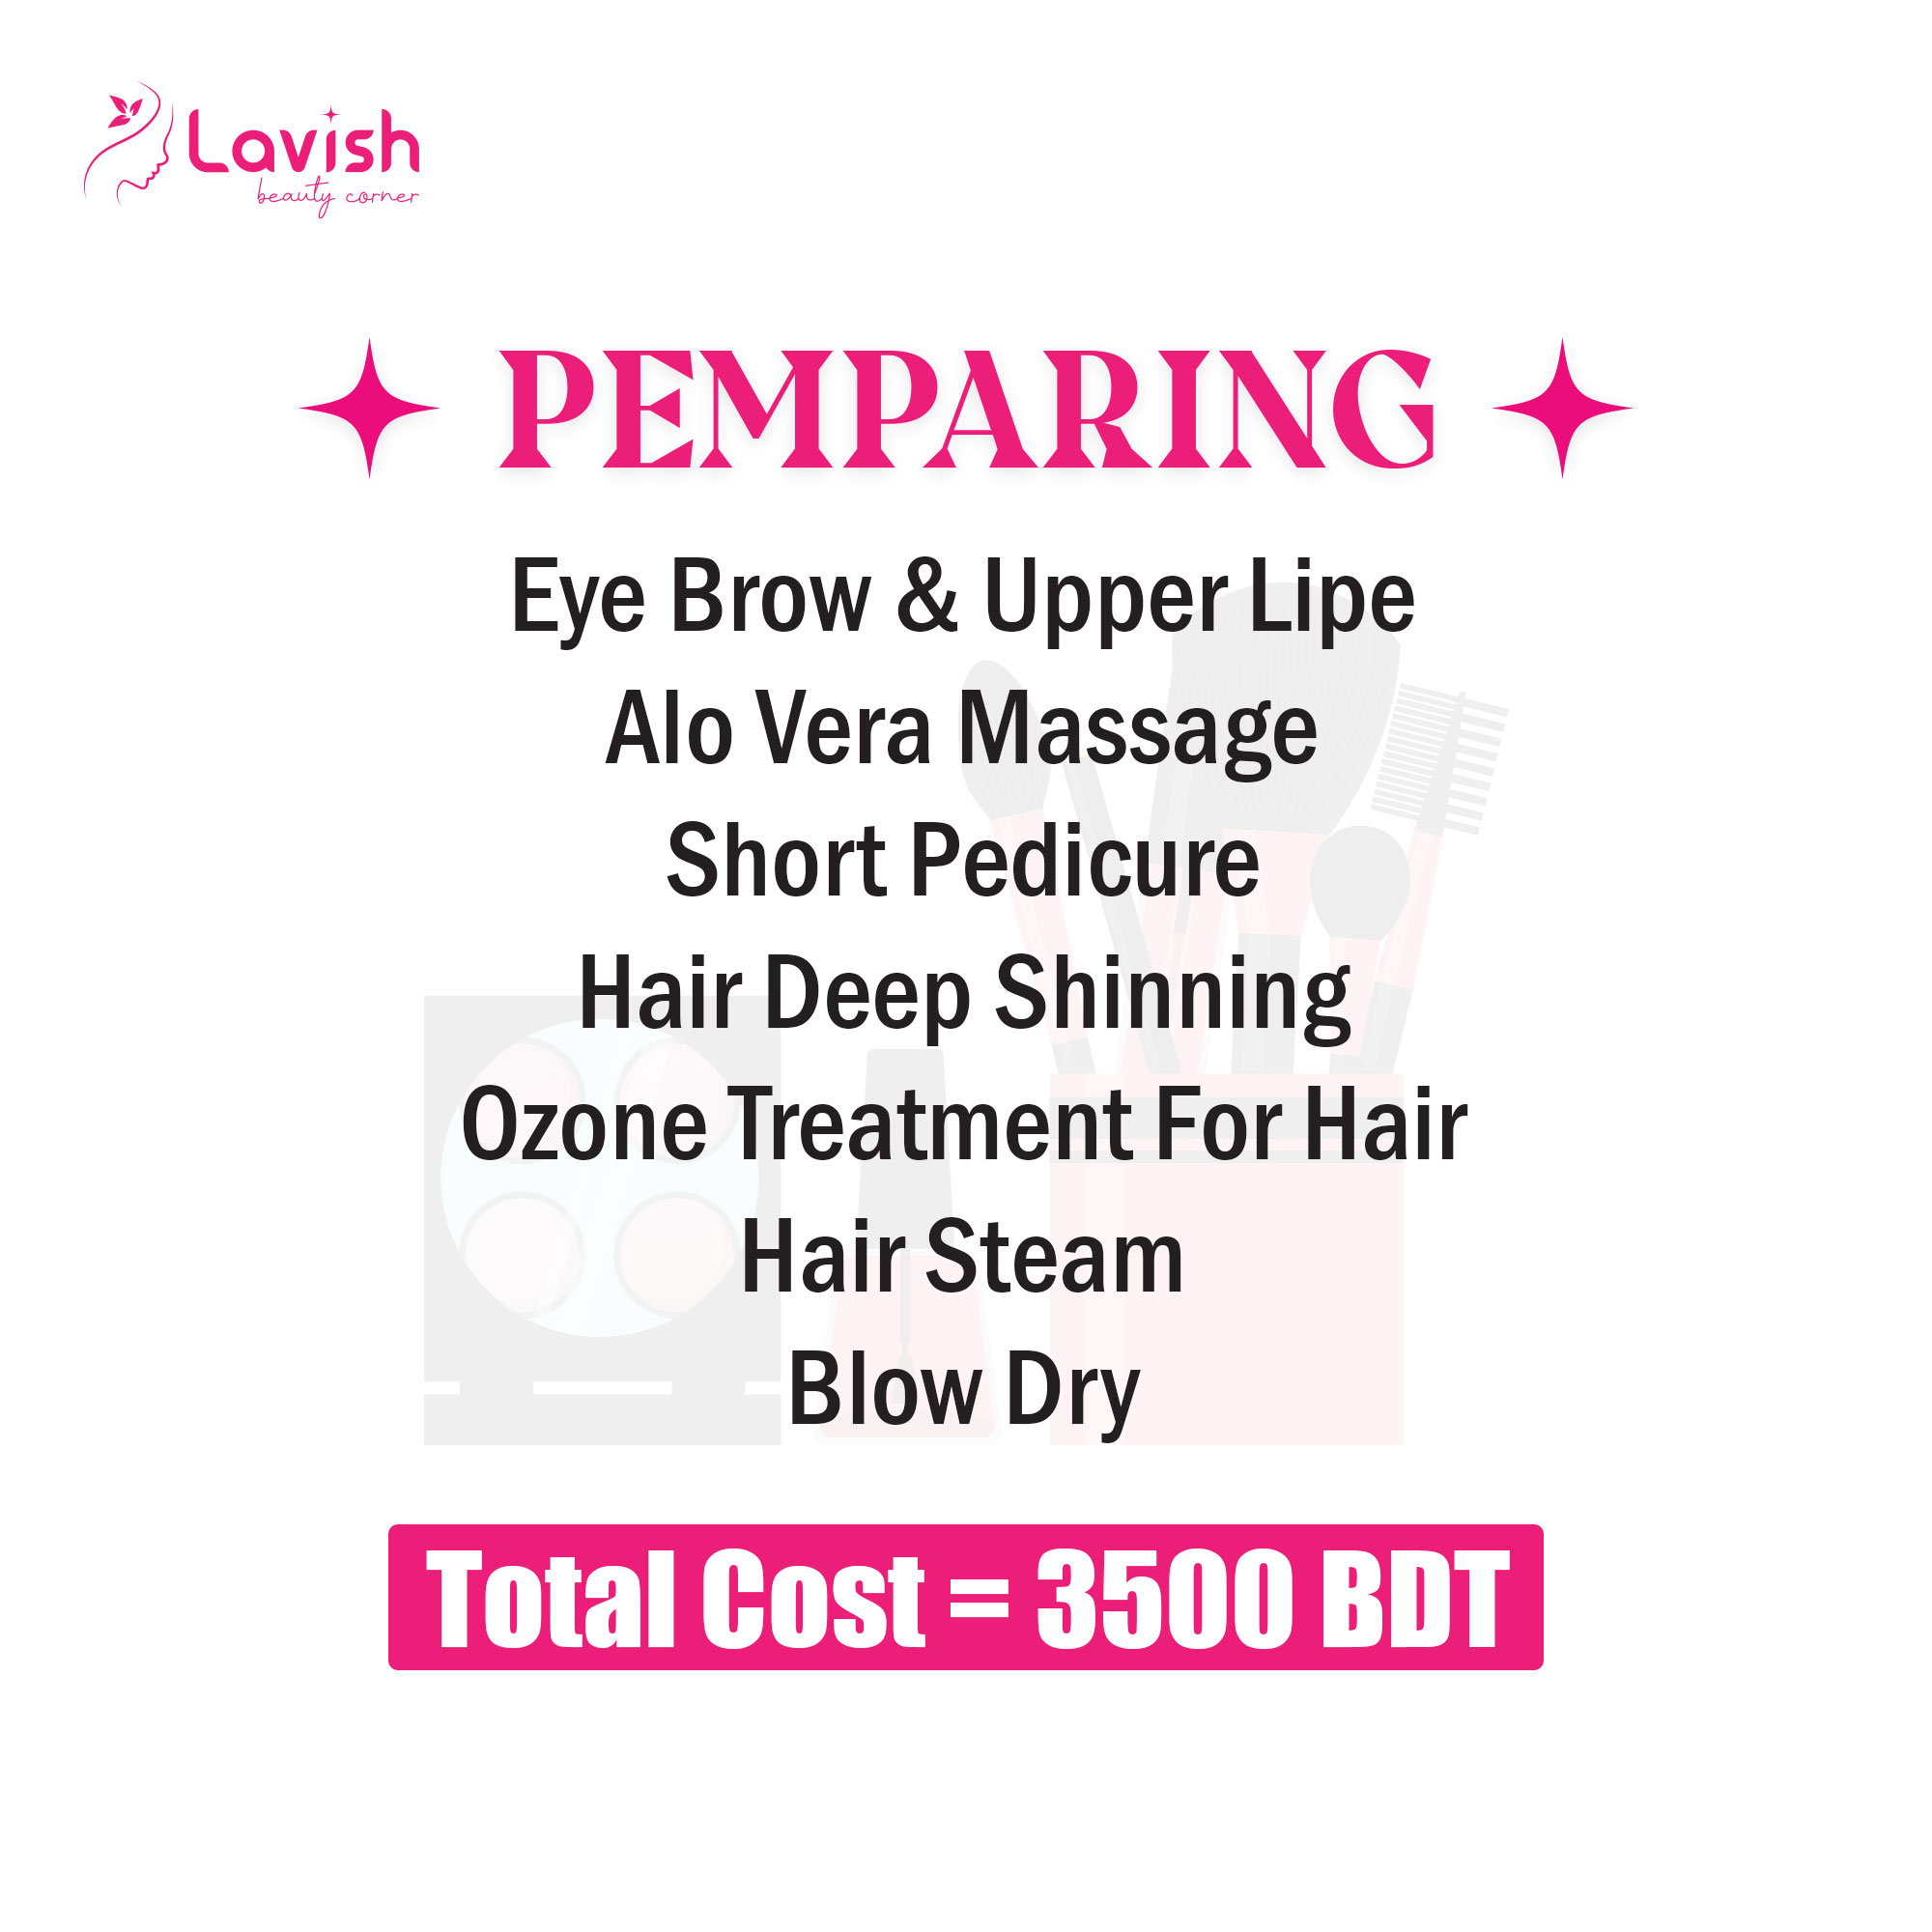 Lavish
beauty corner
PEMPARING
Eye Brow & Upper Lipe
Alo Vera Massage
Short Pedicure
Hair Deep Shinning
Ozone Treatment For Hair
Hair Steam
Blow Dry
Total Cost = 3500 BDT